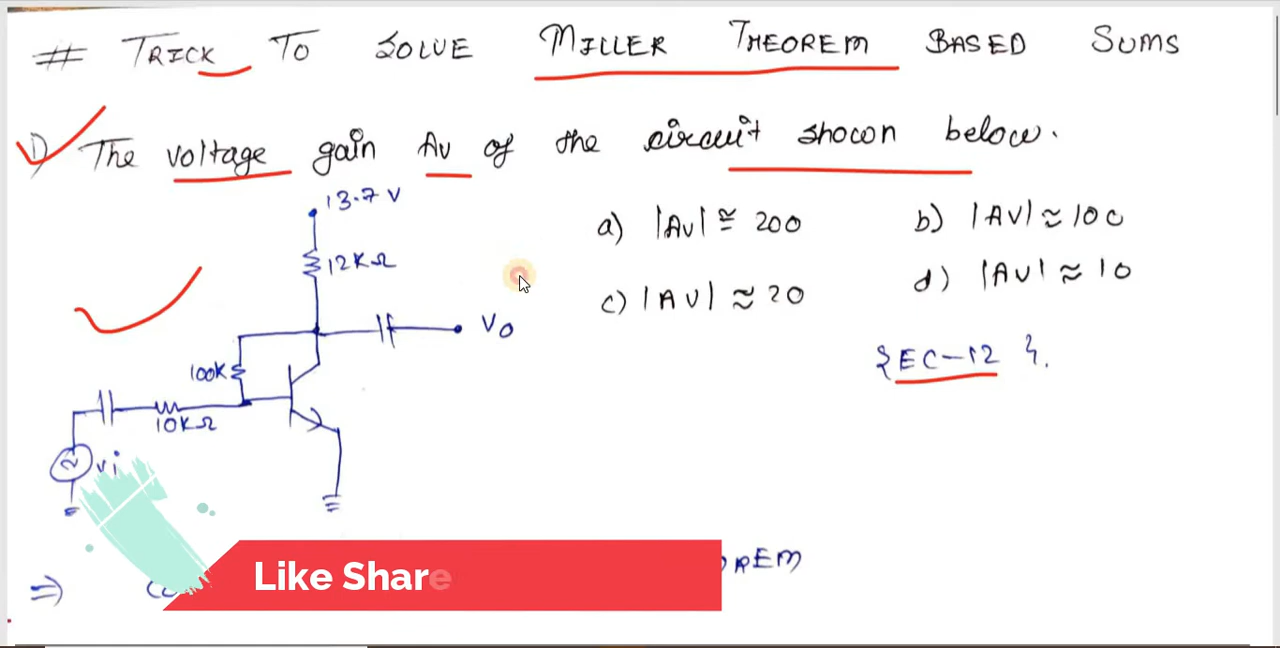 # TRICK TO SOLVE MILLER THEOREM BASED SUMS
1) The voltage gain Av of the circuit shown below.
13.7 V
a) |Av| ≅ 200
b) |AV| ≈ 100
12KΩ
c) |AV| ≈ 20
d) |AV| ≈ 10
Vo
{EC-12}.
100K
10KΩ
vi
Like Share
⇒